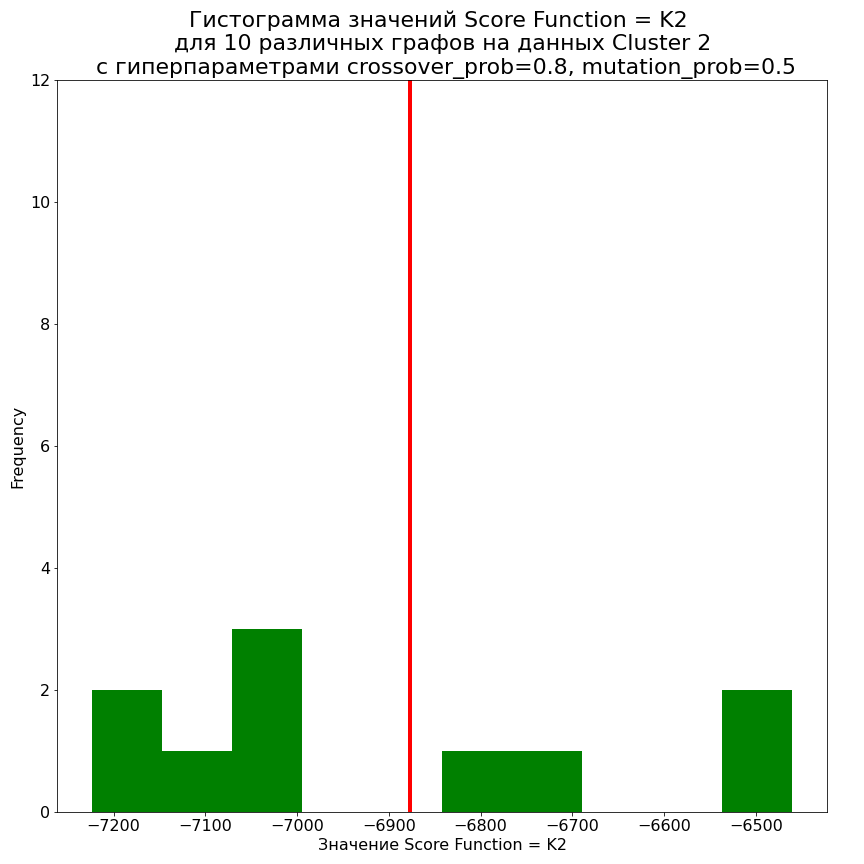 Гистограмма значений Score Function = K2
для 10 различных графов на данных Cluster 2
с гиперпараметрами crossover_prob=0.8, mutation_prob=0.5
12
10
8
6
4
2
0
Frequency
−7200 −7100 −7000 −6900 −6800 −6700 −6600 −6500
Значение Score Function = K2